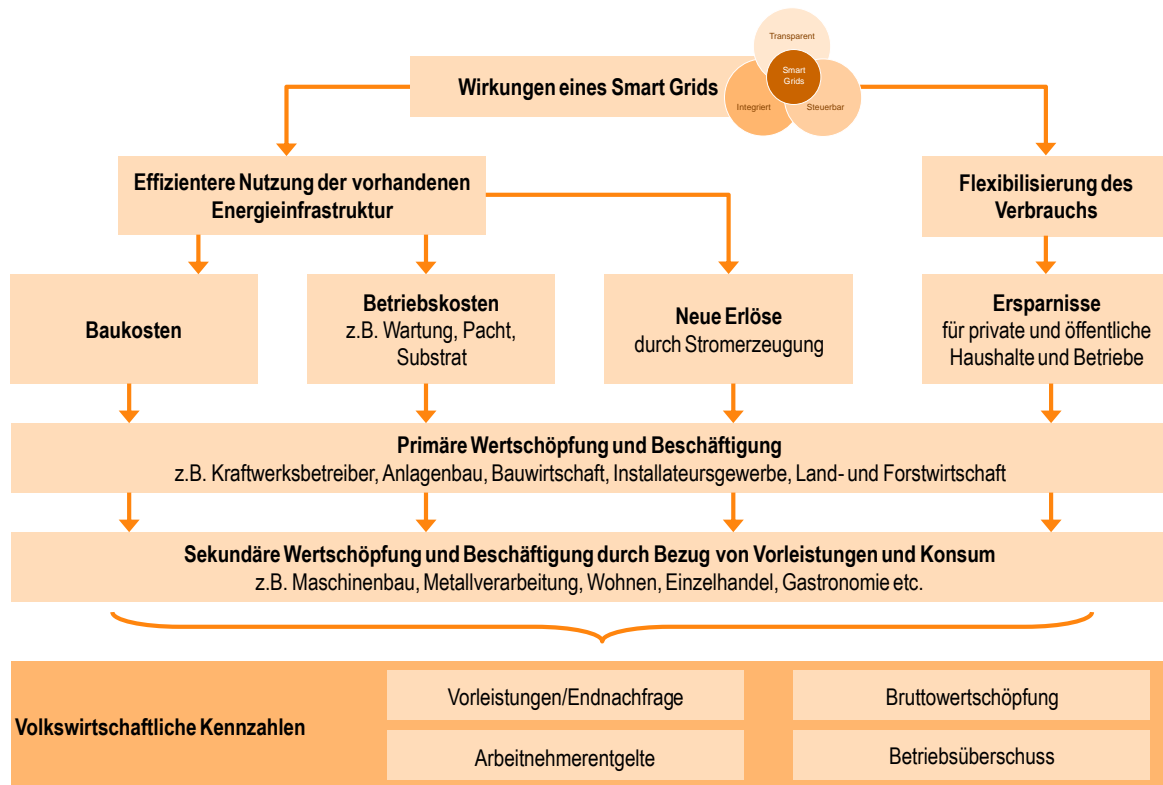 Transparent
Smart
Grids
Integriert
Steuerbar
Wirkungen eines Smart Grids
Effizientere Nutzung der vorhandenen
Energieinfrastruktur
Flexibilisierung des
Verbrauchs
Baukosten
Betriebskosten
z.B. Wartung, Pacht,
Substrat
Neue Erlöse
durch Stromerzeugung
Ersparnisse
für private und öffentliche
Haushalte und Betriebe
Primäre Wertschöpfung und Beschäftigung
z.B. Kraftwerksbetreiber, Anlagenbau, Bauwirtschaft, Installateursgewerbe, Land- und Forstwirtschaft
Sekundäre Wertschöpfung und Beschäftigung durch Bezug von Vorleistungen und Konsum
z.B. Maschinenbau, Metallverarbeitung, Wohnen, Einzelhandel, Gastronomie etc.
Volkswirtschaftliche Kennzahlen
Vorleistungen/Endnachfrage
Bruttowertschöpfung
Arbeitnehmerentgelte
Betriebsüberschuss